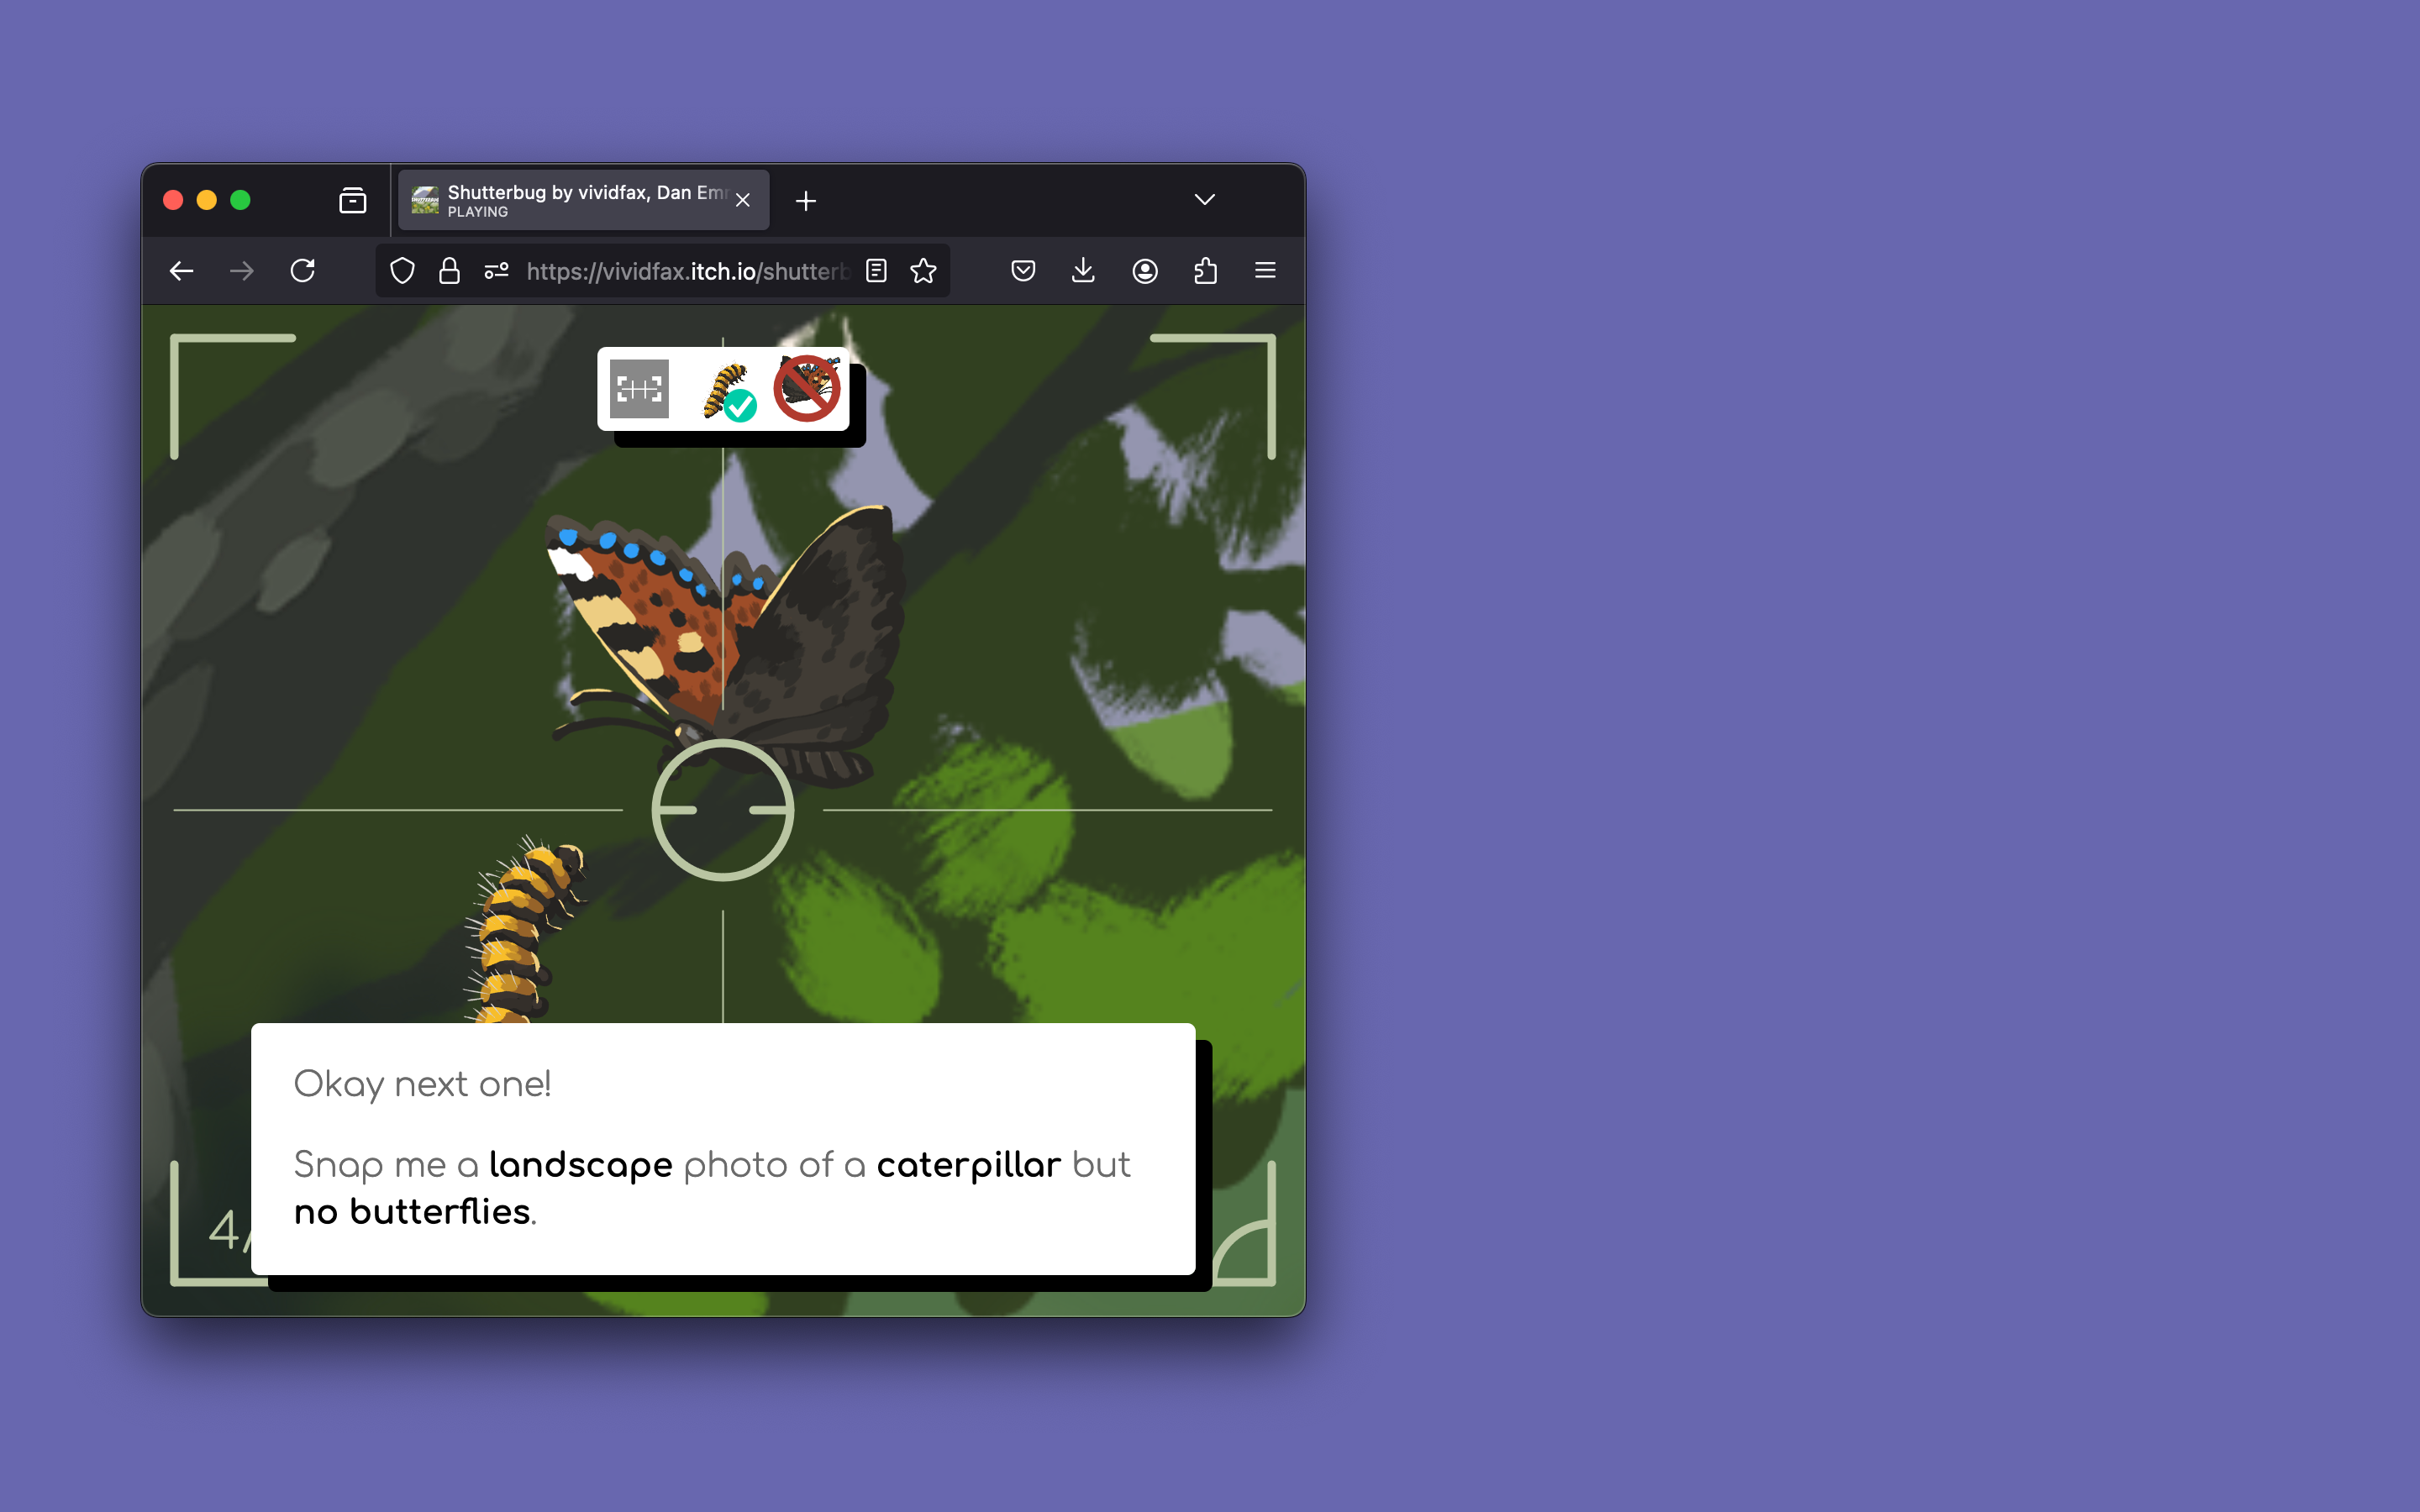 Shutterbug by vividfax, Dan Em
PLAYING
https://vividfax.itch.io/shutterb
Okay next one!
Snap me a landscape photo of a caterpillar but
no butterflies.
4/